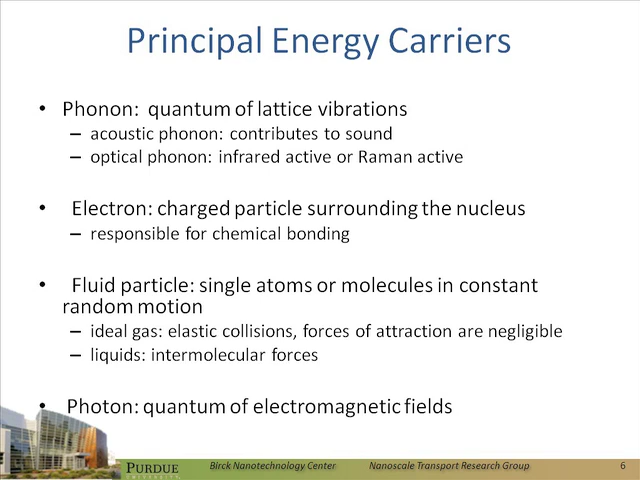 Principal Energy Carriers
• Phonon: quantum of lattice vibrations
– acoustic phonon: contributes to sound
– optical phonon: infrared active or Raman active
• Electron: charged particle surrounding the nucleus
– responsible for chemical bonding
• Fluid particle: single atoms or molecules in constant
random motion
– ideal gas: elastic collisions, forces of attraction are negligible
– liquids: intermolecular forces
• Photon: quantum of electromagnetic fields
PURDUE
UNIVERSITY
Birck Nanotechnology Center
Nanoscale Transport Research Group
6